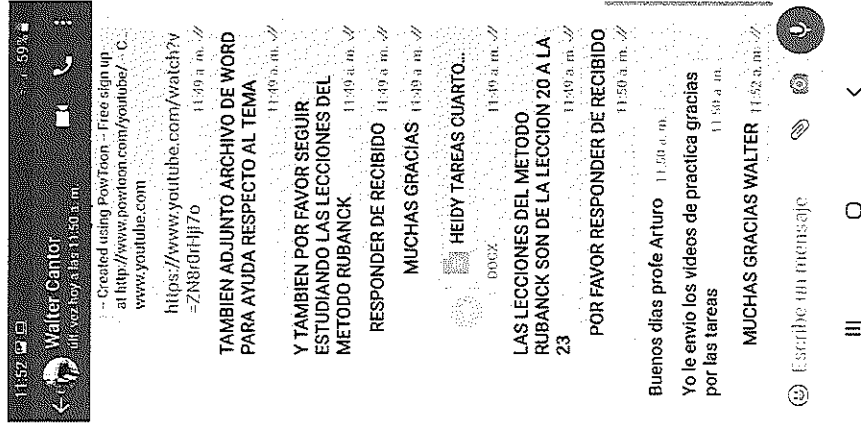 11:52
59%
Walter Cantor
ult. vez hoy a las 11:50 a. m.
-- Created using PowToon -- Free sign up
at http://www.powtoon.com/youtube/ - C...
www.youtube.com
https://www.youtube.com/watch?v
11:49 a. m.
TAMBIEN ADJUNTO ARCHIVO DE WORD
PARA AYUDA RESPECTO AL TEMA
11:49 a. m.
Y TAMBIEN POR FAVOR SEGUIR
ESTUDIANDO LAS LECCIONES DEL
METODO RUBANCK
11:49 a. m.
RESPONDER DE RECIBIDO 11:49 a. m.
MUCHAS GRACIAS 11:49 a. m.
HEIDY TAREAS CUARTO...
DOCX 11:49 a. m.
LAS LECCIONES DEL METODO
RUBANCK SON DE LA LECCION 20 A LA
23 11:49 a. m.
POR FAVOR RESPONDER DE RECIBIDO
11:50 a. m.
Buenos días profe Arturo 11:50 a. m.
Yo le envio los videos de practica gracias
por las tareas 11:50 a. m.
MUCHAS GRACIAS WALTER 11:52 a. m.
Escribe un mensaje